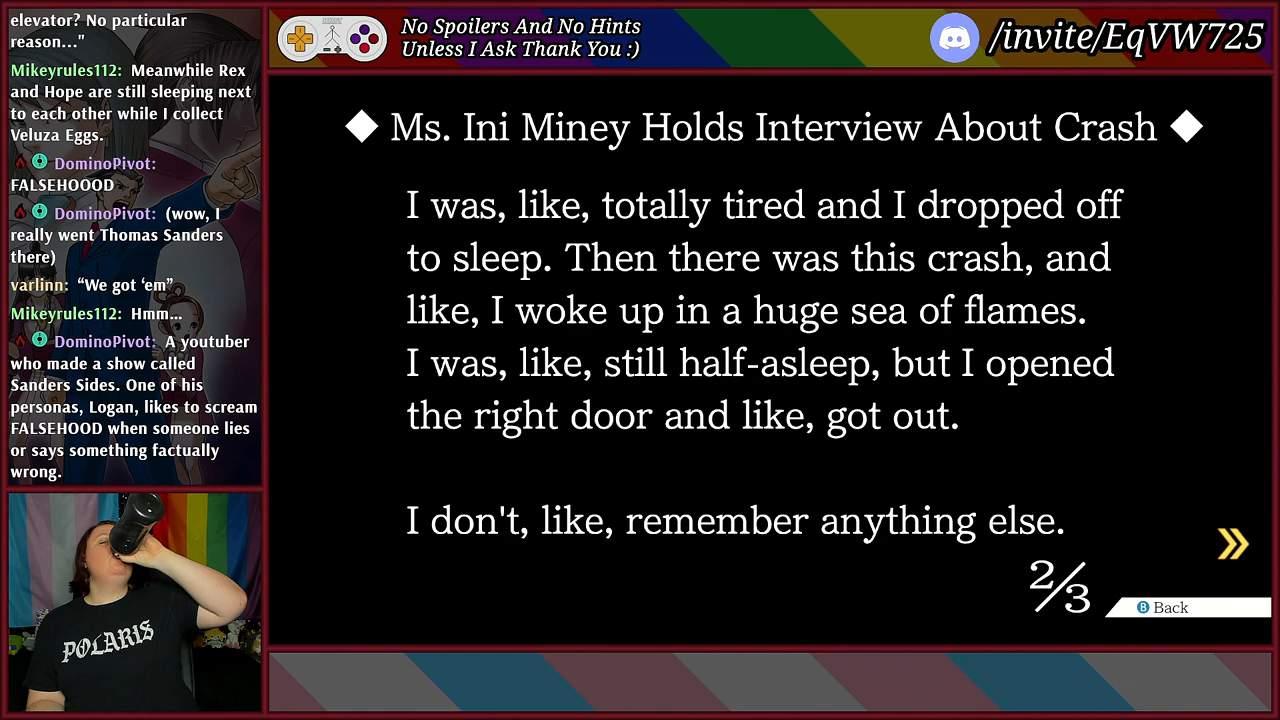 elevator? No particular
reason..."
Mikeyrules112: Meanwhile Rex
and Hope are still sleeping next
to each other while I collect
Veluza Eggs.
DominoPivot:
FALSEHOOOD
DominoPivot: (wow, I
really went Thomas Sanders
there)
varlinn: “We got ‘em”
Mikeyrules112: Hmm...
DominoPivot: A youtuber
who made a show called
Sanders Sides. One of his
personas, Logan, likes to scream
FALSEHOOD when someone lies
or says something factually
wrong.
POLARIS
No Spoilers And No Hints
Unless I Ask Thank You :)
/invite/EqVW725
◆ Ms. Ini Miney Holds Interview About Crash ◆
I was, like, totally tired and I dropped off
to sleep. Then there was this crash, and
like, I woke up in a huge sea of flames.
I was, like, still half-asleep, but I opened
the right door and like, got out.
I don't, like, remember anything else.
2/3
B Back